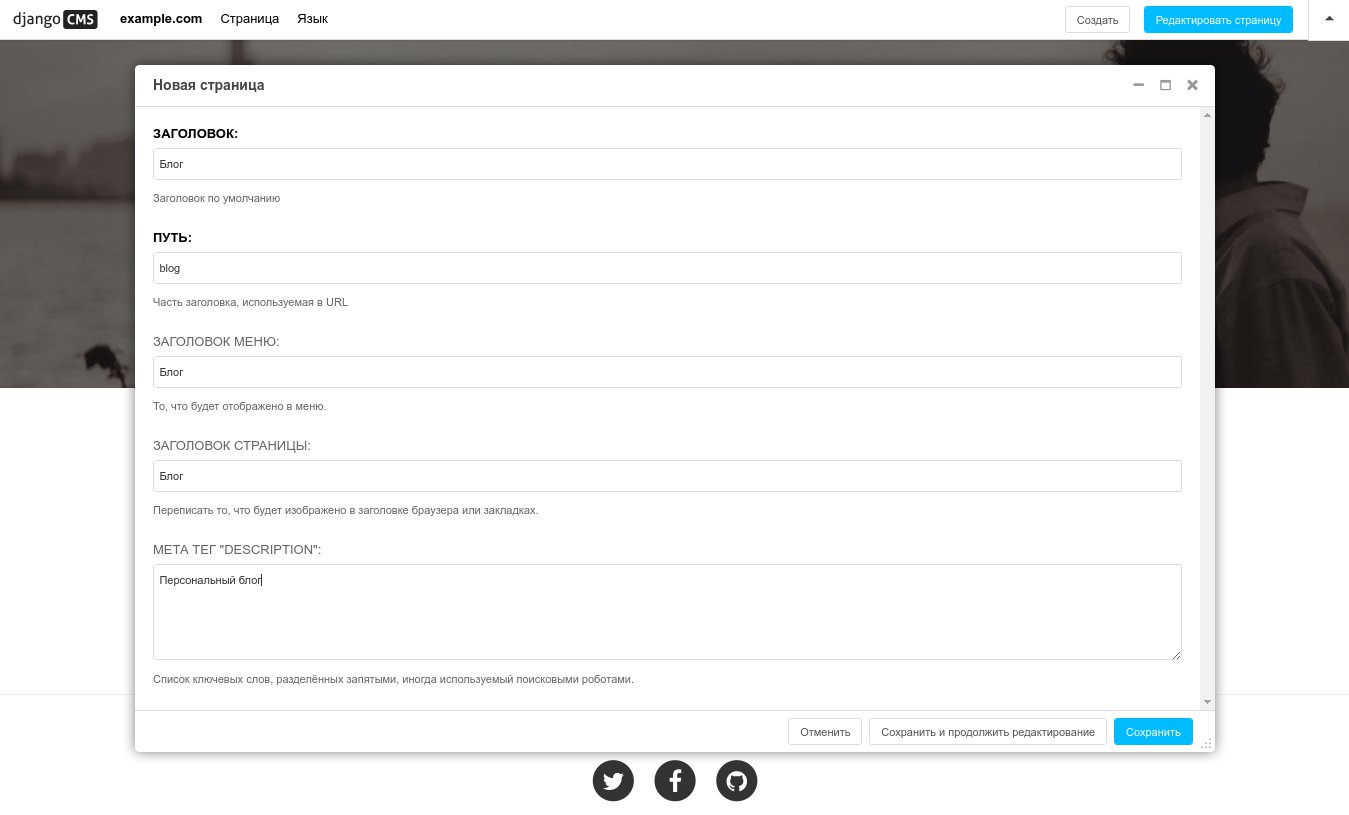 django CMS example.com Страница Язык Создать Редактировать страницу
Новая страница
ЗАГОЛОВОК:
Блог
Заголовок по умолчанию
ПУТЬ:
blog
Часть заголовка, используемая в URL
ЗАГОЛОВОК МЕНЮ:
Блог
То, что будет отображено в меню.
ЗАГОЛОВОК СТРАНИЦЫ:
Блог
Переписать то, что будет изображено в заголовке браузера или закладках.
МЕТА ТЕГ "DESCRIPTION":
Персональный блог
Список ключевых слов, разделённых запятыми, иногда используемый поисковыми роботами.
Отменить Сохранить и продолжить редактирование Сохранить